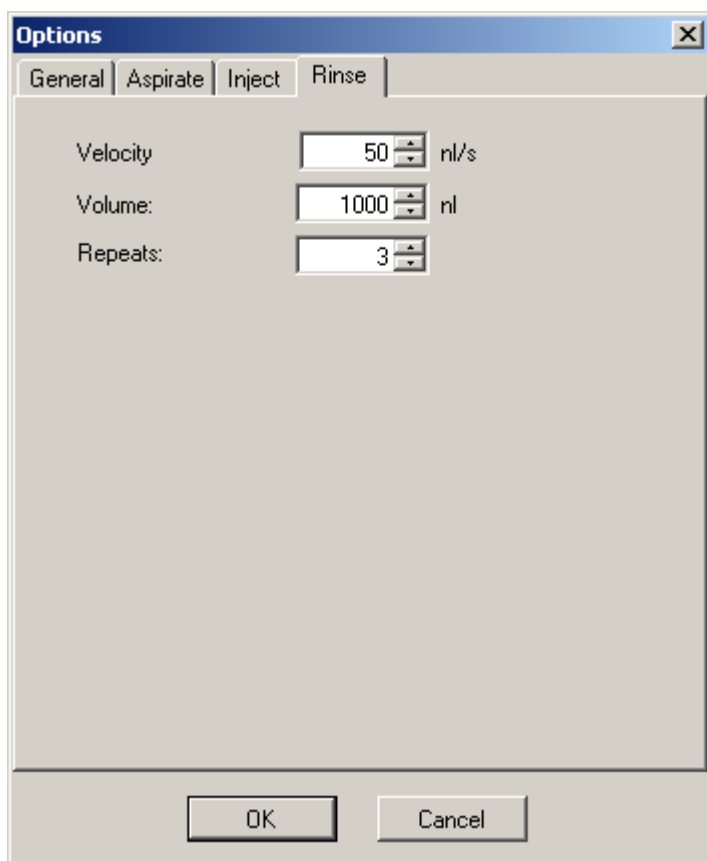 Options
General Aspirate Inject Rinse
Velocity 50 nl/s
Volume: 1000 nl
Repeats: 3
OK Cancel